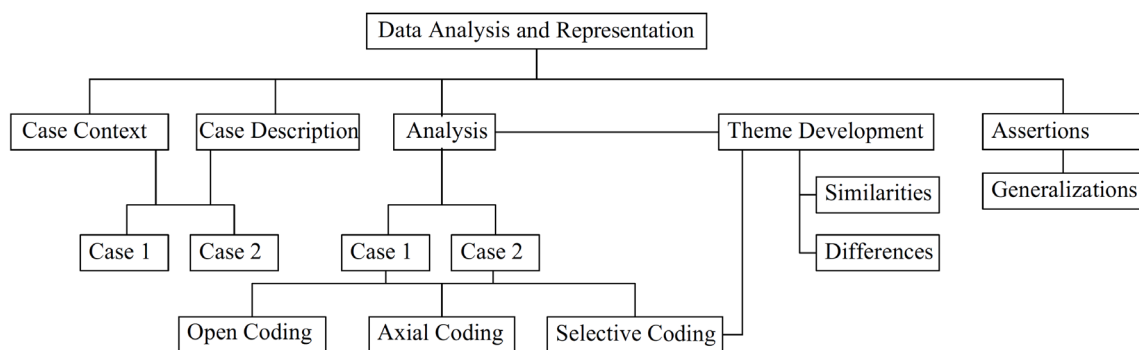 Data Analysis and Representation
Case Context
Case Description
Analysis
Theme Development
Assertions
Similarities
Generalizations
Case 1
Case 2
Case 1
Case 2
Differences
Open Coding
Axial Coding
Selective Coding